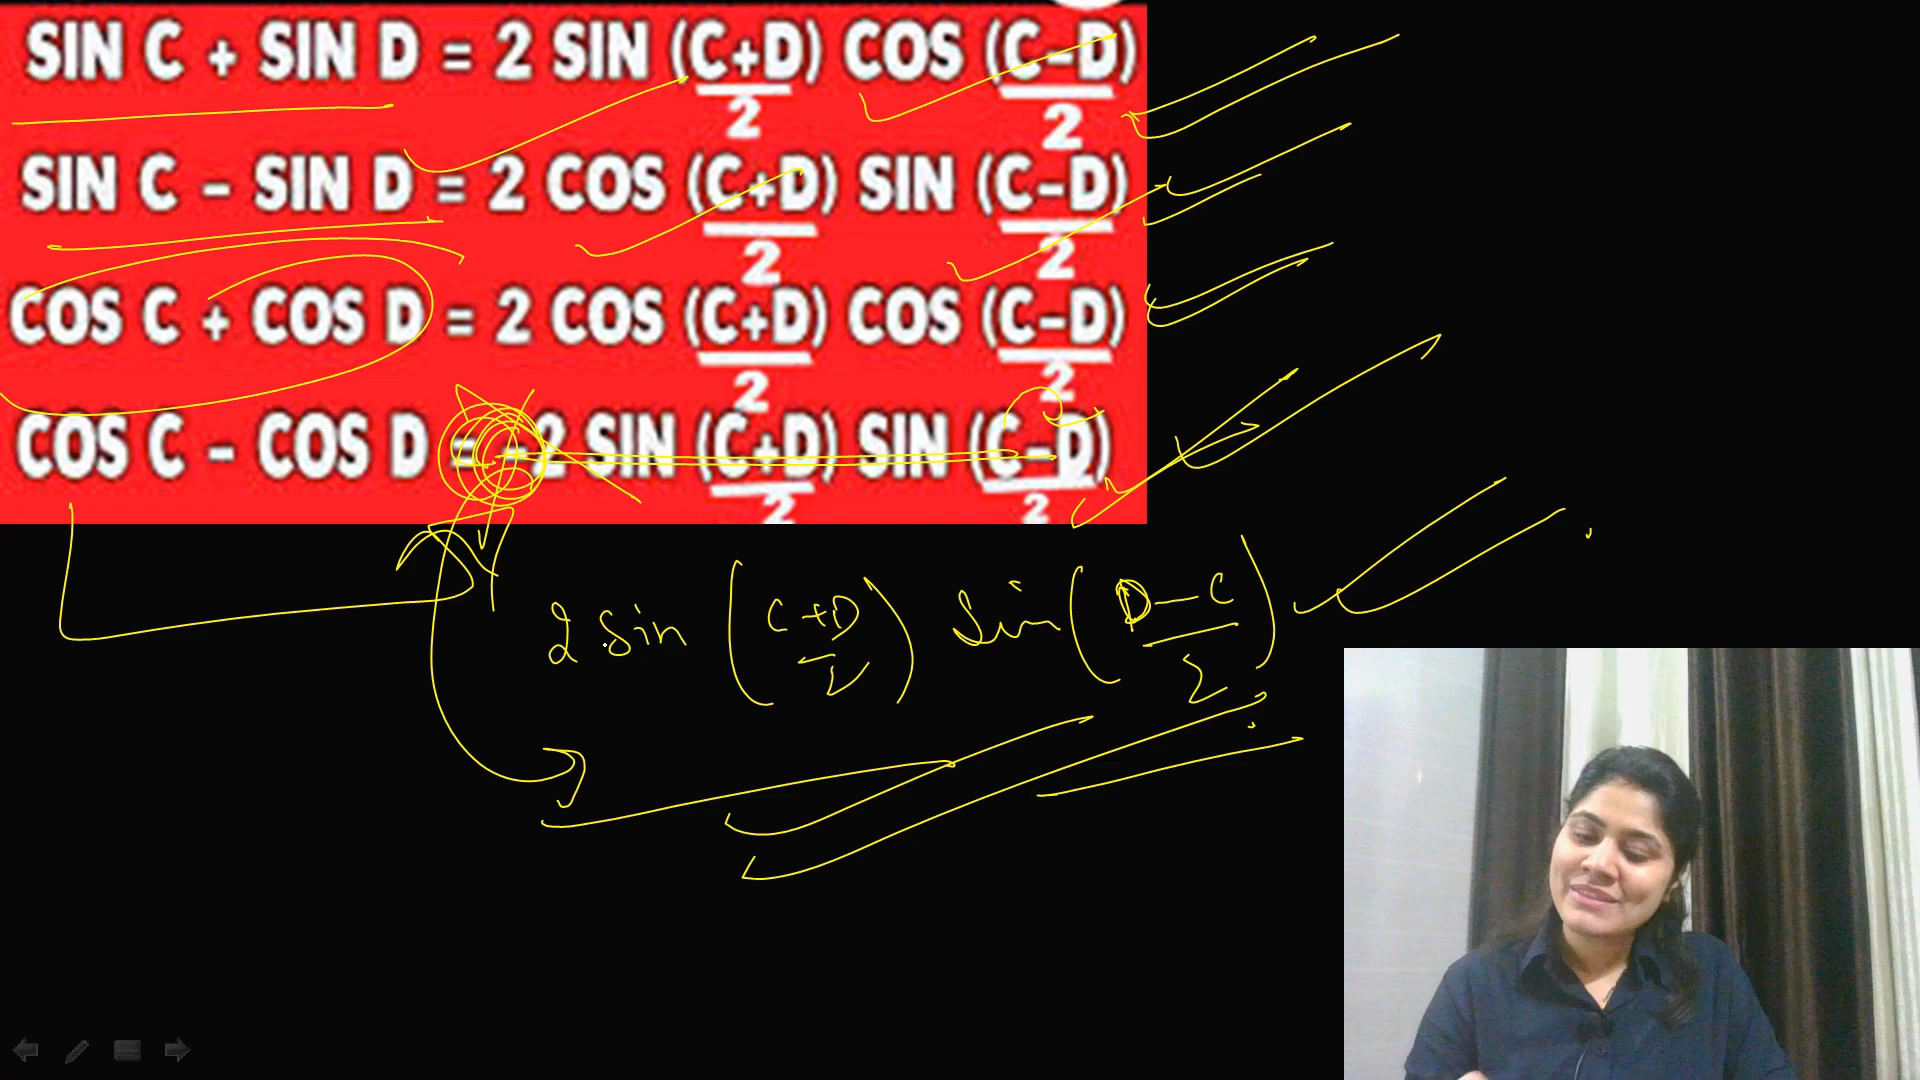 SIN C + SIN D = 2 SIN (C+D)/2 COS (C-D)/2
SIN C - SIN D = 2 COS (C+D)/2 SIN (C-D)/2
COS C + COS D = 2 COS (C+D)/2 COS (C-D)/2
COS C - COS D = -2 SIN (C+D)/2 SIN (C-D)/2
2 sin (C+D/2) Sin (D-C/2)